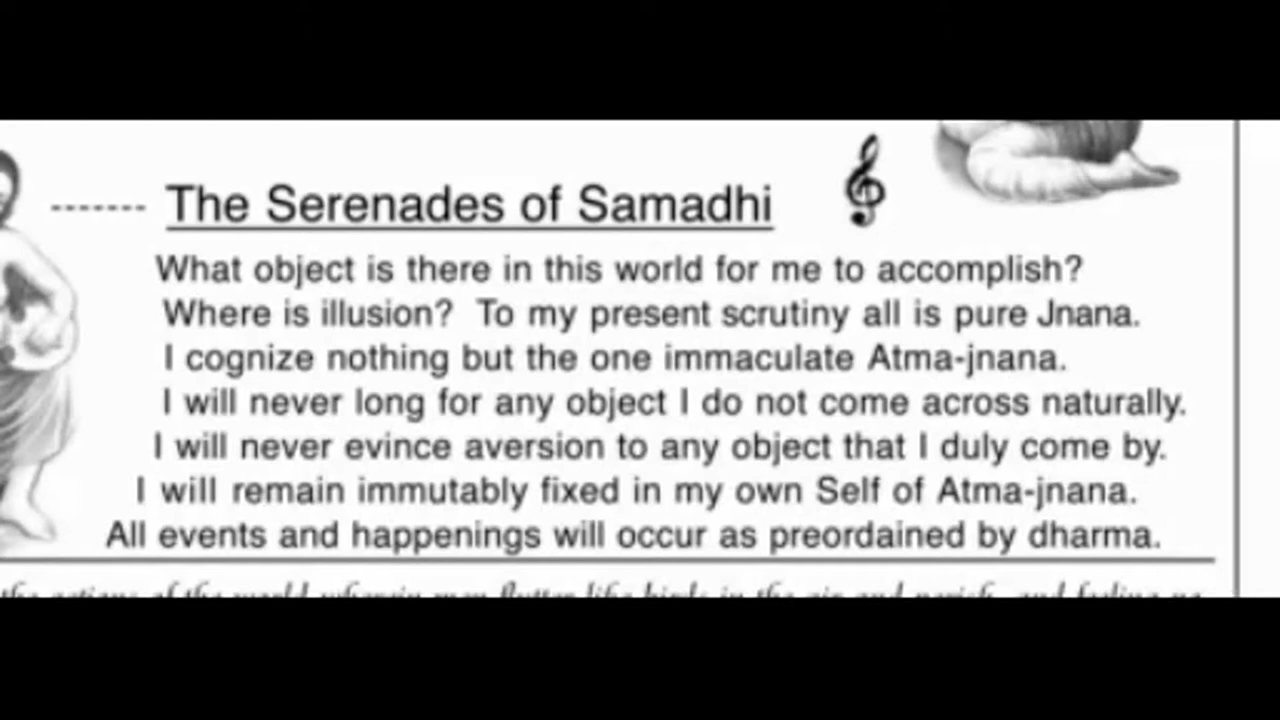 ------- The Serenades of Samadhi
What object is there in this world for me to accomplish?
Where is illusion? To my present scrutiny all is pure Jnana.
I cognize nothing but the one immaculate Atma-jnana.
I will never long for any object I do not come across naturally.
I will never evince aversion to any object that I duly come by.
I will remain immutably fixed in my own Self of Atma-jnana.
All events and happenings will occur as preordained by dharma.